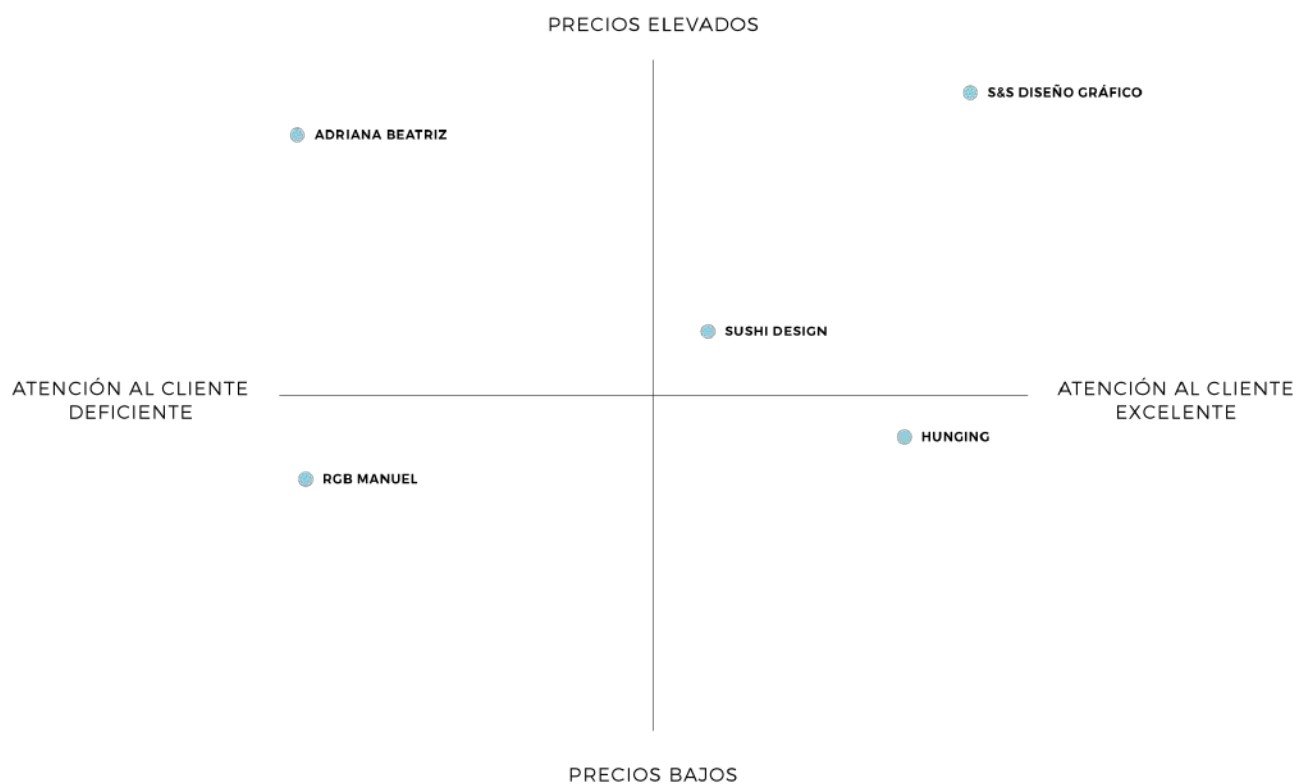 PRECIOS ELEVADOS
S&S DISEÑO GRÁFICO
ADRIANA BEATRIZ
SUSHI DESIGN
ATENCIÓN AL CLIENTE
DEFICIENTE
ATENCIÓN AL CLIENTE
EXCELENTE
HUNGING
RGB MANUEL
PRECIOS BAJOS